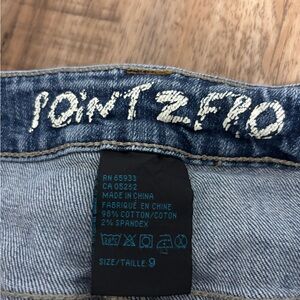 POINT ZERO
RN 65933
CA 05262
MADE IN CHINA
FABRIQUÉ EN CHINE
98% COTTON/COTON
2% SPANDEX
SIZE/TAILLE: 9